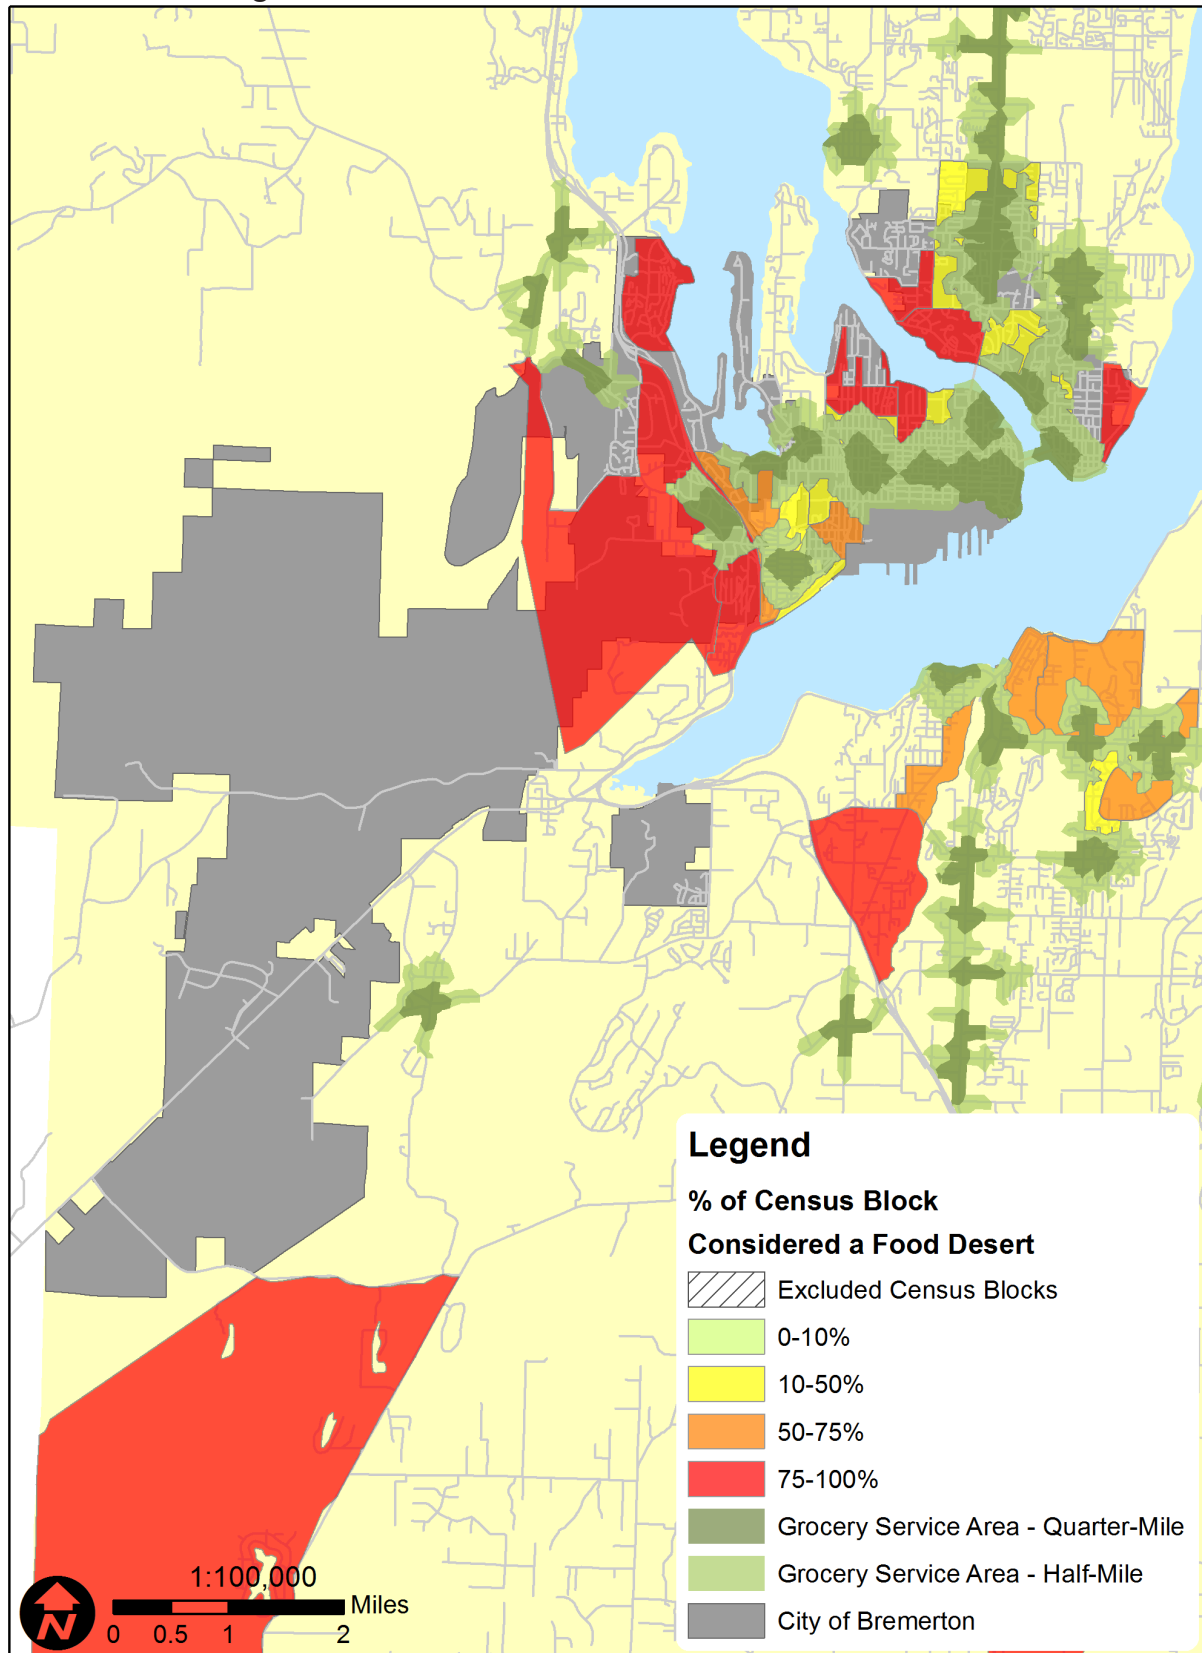 Legend
% of Census Block
Considered a Food Desert
Excluded Census Blocks
0-10%
10-50%
50-75%
75-100%
Grocery Service Area - Quarter-Mile
Grocery Service Area - Half-Mile
City of Bremerton
1:100,000
Miles
0 0.5 1 2
N